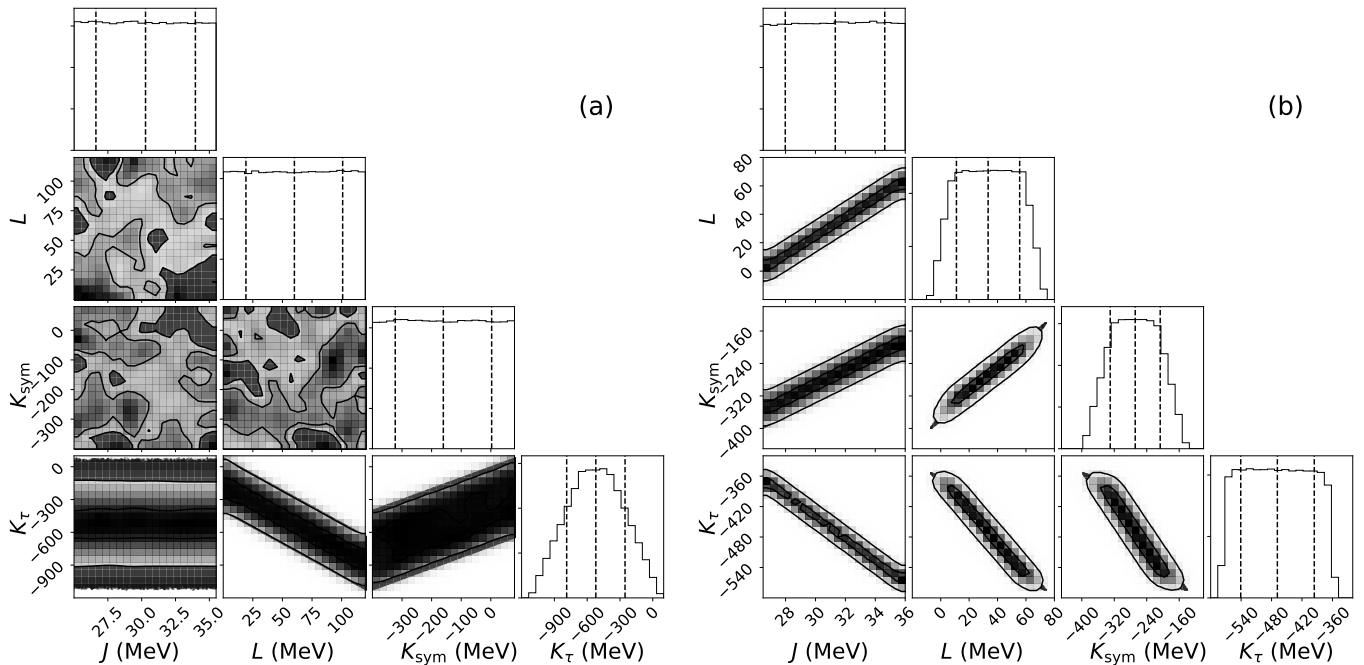 (a)
L
100
75
50
25
K_sym
0
−100
−200
−300
K_τ
0
−300
−600
−900
27.5 30.0 32.5 35.0
J (MeV)
0 25 50 75 100
L (MeV)
−300 −200 −100 0
K_sym (MeV)
−900 −600 −300 0
K_τ (MeV)
(b)
L
80
60
40
20
0
K_sym
−160
−240
−320
−400
K_τ
−360
−420
−480
−540
28 30 32 34 36
J (MeV)
0 20 40 60 80
L (MeV)
−400 −320 −240 −160
K_sym (MeV)
−540 −480 −420 −360
K_τ (MeV)